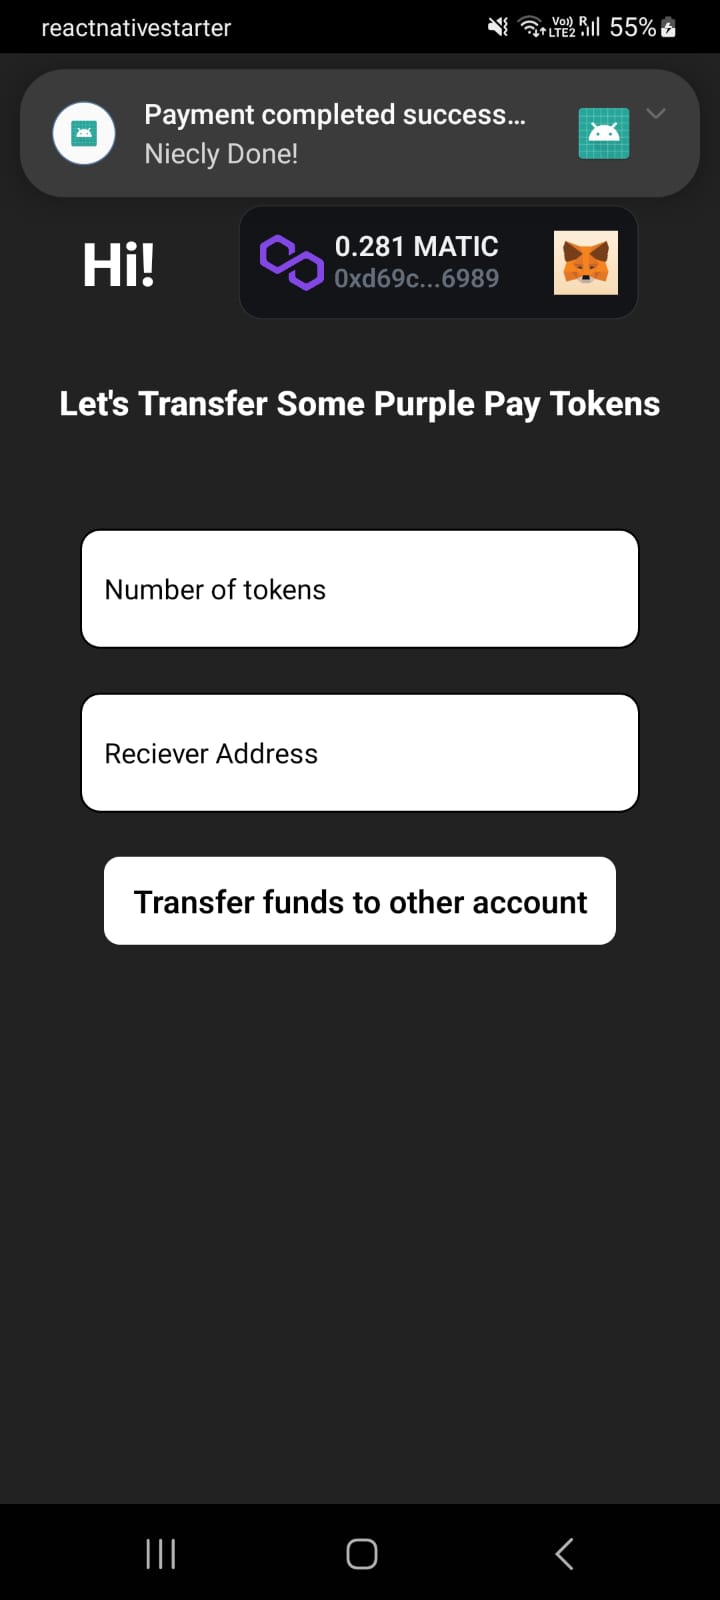 reactnativestarter
Vo)) R 55%
LTE2
Payment completed success...
Niecly Done!
Hi!
0.281 MATIC
0xd69c...6989
Let's Transfer Some Purple Pay Tokens
Number of tokens
Reciever Address
Transfer funds to other account